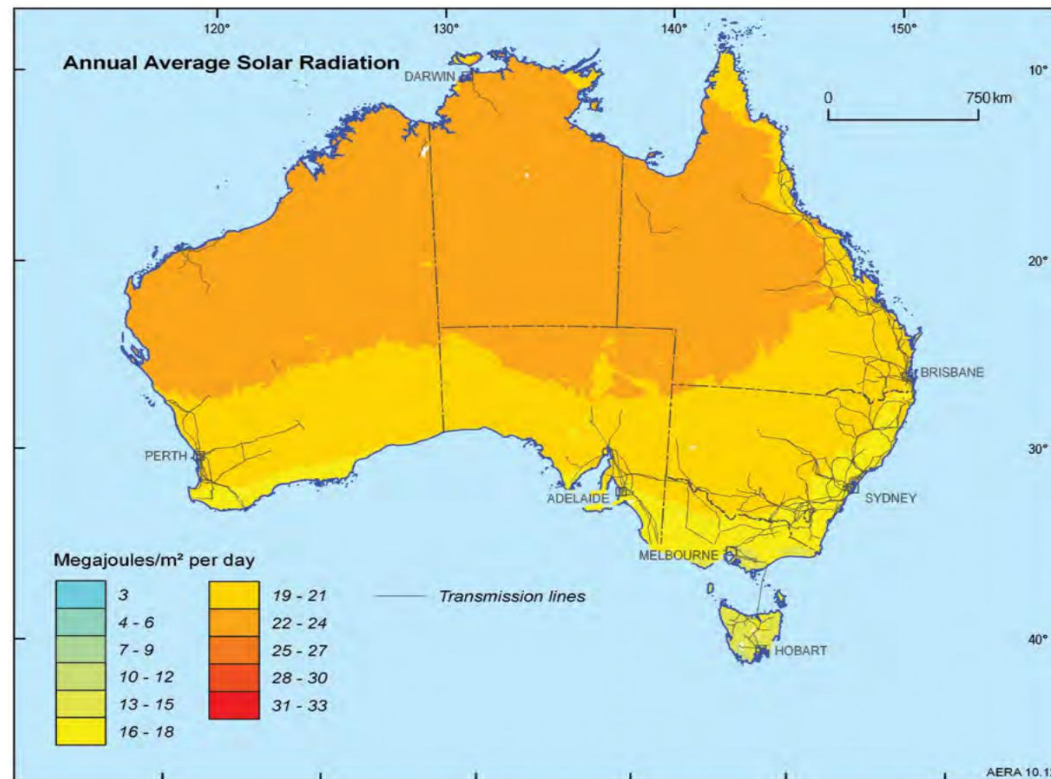 120°
130°
140°
150°
Annual Average Solar Radiation
DARWIN
10°
0
750 km
20°
BRISBANE
PERTH
30°
ADELAIDE
SYDNEY
MELBOURNE
Megajoules/m² per day
3
4 - 6
7 - 9
10 - 12
13 - 15
16 - 18
19 - 21
22 - 24
25 - 27
28 - 30
31 - 33
Transmission lines
40°
HOBART